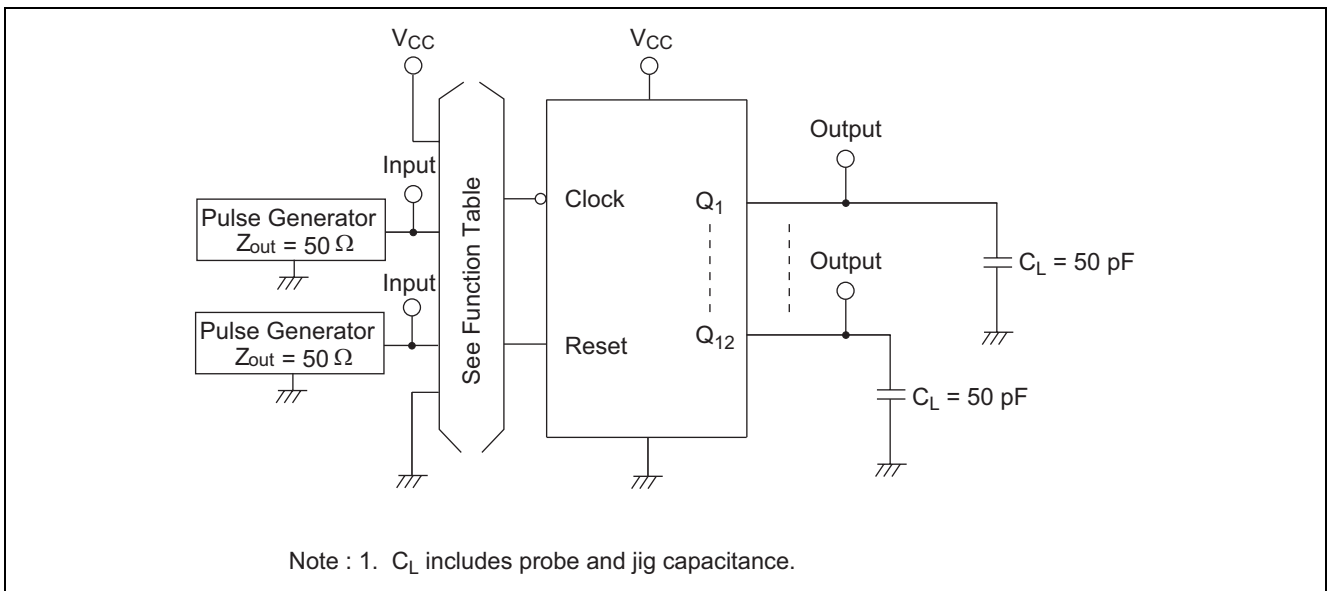 VCC
VCC
Output
Input
Pulse Generator
Zout = 50 Ω
Input
Pulse Generator
Zout = 50 Ω
See Function Table
Clock
Reset
Q1
Q12
Output
CL = 50 pF
CL = 50 pF
Note : 1. CL includes probe and jig capacitance.